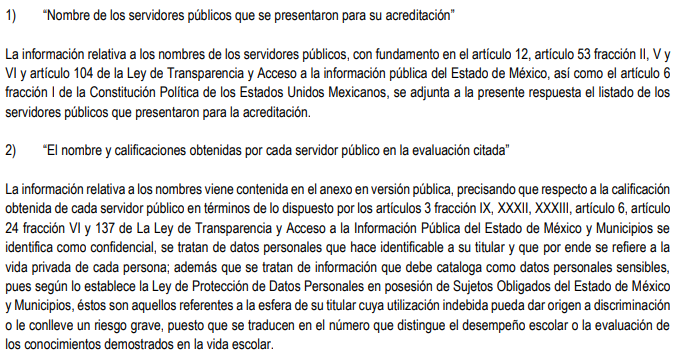 1) “Nombre de los servidores públicos que se presentaron para su acreditación”
La información relativa a los nombres de los servidores públicos, con fundamento en el artículo 12, artículo 53 fracción II, V y
VI y artículo 104 de la Ley de Transparencia y Acceso a la información pública del Estado de México, así como el artículo 6
fracción I de la Constitución Política de los Estados Unidos Mexicanos, se adjunta a la presente respuesta el listado de los
servidores públicos que presentaron para la acreditación.
2) “El nombre y calificaciones obtenidas por cada servidor público en la evaluación citada”
La información relativa a los nombres viene contenida en el anexo en versión pública, precisando que respecto a la calificación
obtenida de cada servidor público en términos de lo dispuesto por los artículos 3 fracción IX, XXXII, XXXIII, artículo 6, artículo
24 fracción VI y 137 de La Ley de Transparencia y Acceso a la Información Pública del Estado de México y Municipios se
identifica como confidencial, se tratan de datos personales que hace identificable a su titular y que por ende se refiere a la
vida privada de cada persona; además que se tratan de información que debe cataloga como datos personales sensibles,
pues según lo establece la Ley de Protección de Datos Personales en posesión de Sujetos Obligados del Estado de México
y Municipios, éstos son aquellos referentes a la esfera de su titular cuya utilización indebida pueda dar origen a discriminación
o le conlleve un riesgo grave, puesto que se traducen en el número que distingue el desempeño escolar o la evaluación de
los conocimientos demostrados en la vida escolar.